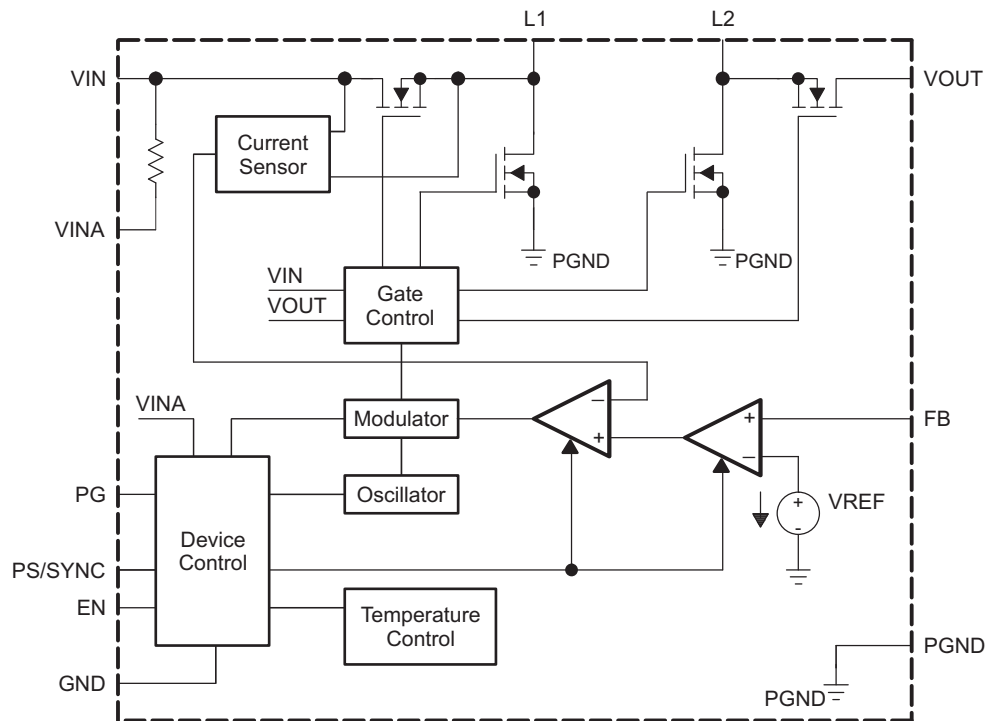 L1
L2
VIN
VOUT
Current
Sensor
VINA
PGND
PGND
VIN
VOUT
Gate
Control
VINA
Modulator
−
+
+
−
FB
PG
Oscillator
+
-
VREF
Device
Control
PS/SYNC
EN
Temperature
Control
PGND
GND
PGND